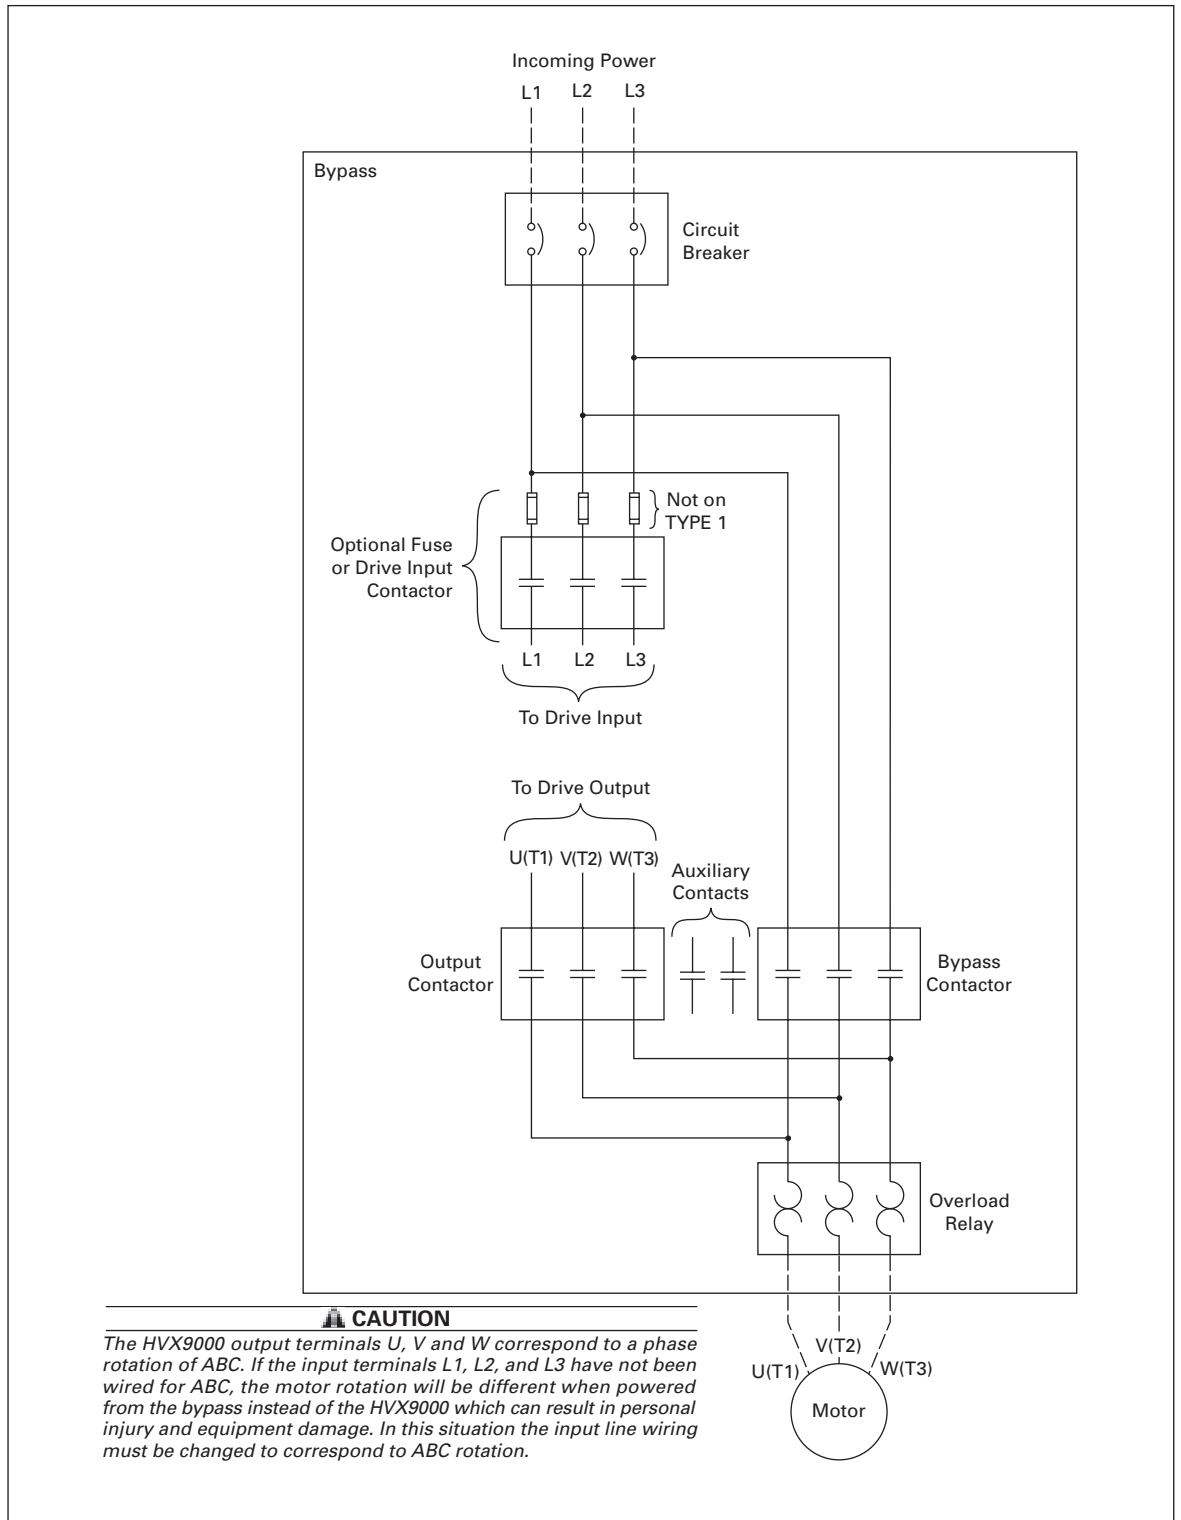 Incoming Power
L1 L2 L3
Bypass
Circuit
Breaker
Not on
TYPE 1
Optional Fuse
or Drive Input
Contactor
L1 L2 L3
To Drive Input
To Drive Output
U(T1) V(T2) W(T3)
Auxiliary
Contacts
Output
Contactor
Bypass
Contactor
Overload
Relay
CAUTION
The HVX9000 output terminals U, V and W correspond to a phase
rotation of ABC. If the input terminals L1, L2, and L3 have not been
wired for ABC, the motor rotation will be different when powered
from the bypass instead of the HVX9000 which can result in personal
injury and equipment damage. In this situation the input line wiring
must be changed to correspond to ABC rotation.
U(T1) V(T2) W(T3)
Motor